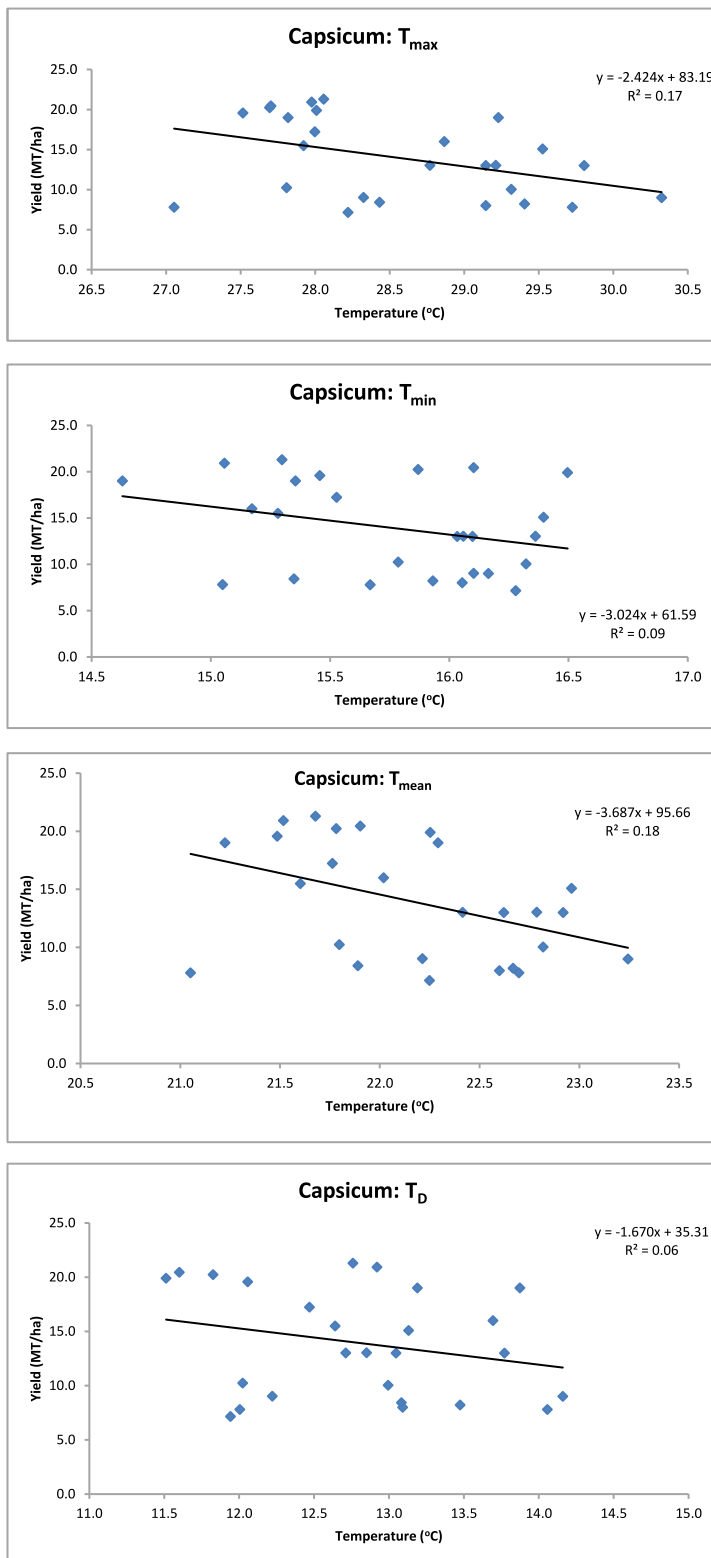 Capsicum: Tmax
y = -2.424x + 83.19
R² = 0.17
25.0
20.0
15.0
10.0
5.0
0.0
Yield (MT/ha)
26.5 27.0 27.5 28.0 28.5 29.0 29.5 30.0 30.5
Temperature (°C)
Capsicum: Tmin
25.0
20.0
15.0
10.0
5.0
0.0
Yield (MT/ha)
y = -3.024x + 61.59
R² = 0.09
14.5 15.0 15.5 16.0 16.5 17.0
Temperature (°C)
Capsicum: Tmean
y = -3.687x + 95.66
R² = 0.18
25.0
20.0
15.0
10.0
5.0
0.0
Yield (MT/ha)
20.5 21.0 21.5 22.0 22.5 23.0 23.5
Temperature (°C)
Capsicum: TD
y = -1.670x + 35.31
R² = 0.06
25.0
20.0
15.0
10.0
5.0
0.0
Yield (MT/ha)
11.0 11.5 12.0 12.5 13.0 13.5 14.0 14.5 15.0
Temperature (°C)